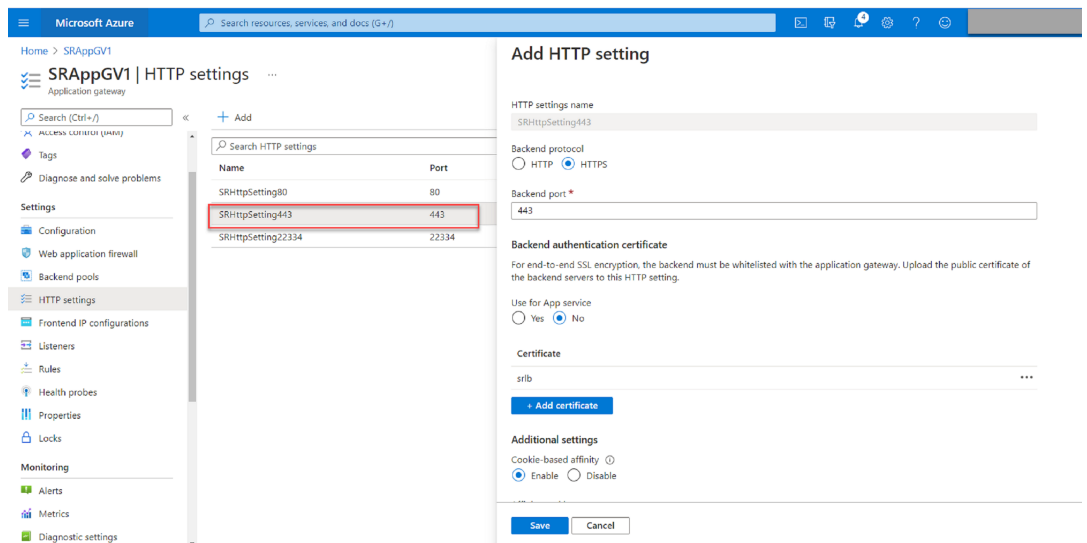 Microsoft Azure
Search resources, services, and docs (G+/)
4
Home > SRAppGV1
SRAppGV1 | HTTP settings ...
Application gateway
Search (Ctrl+/)
«
Access control (IAM)
Tags
Diagnose and solve problems
Settings
Configuration
Web application firewall
Backend pools
HTTP settings
Frontend IP configurations
Listeners
Rules
Health probes
Properties
Locks
Monitoring
Alerts
Metrics
Diagnostic settings
+ Add
Search HTTP settings
Name Port
SRHttpSetting80 80
SRHttpSetting443 443
SRHttpSetting22334 22334
Add HTTP setting
HTTP settings name
SRHttpSetting443
Backend protocol
HTTP HTTPS
Backend port *
443
Backend authentication certificate
For end-to-end SSL encryption, the backend must be whitelisted with the application gateway. Upload the public certificate of
the backend servers to this HTTP setting.
Use for App service
Yes No
Certificate
srlb ...
+ Add certificate
Additional settings
Cookie-based affinity
Enable Disable
Save Cancel